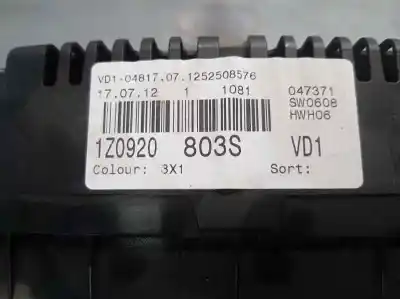 VD1-04817.07.1252508576
17.07.12 1 1081 047371
SW0608
HWH06
1Z0920 803S VD1
Colour: 3X1 Sort: